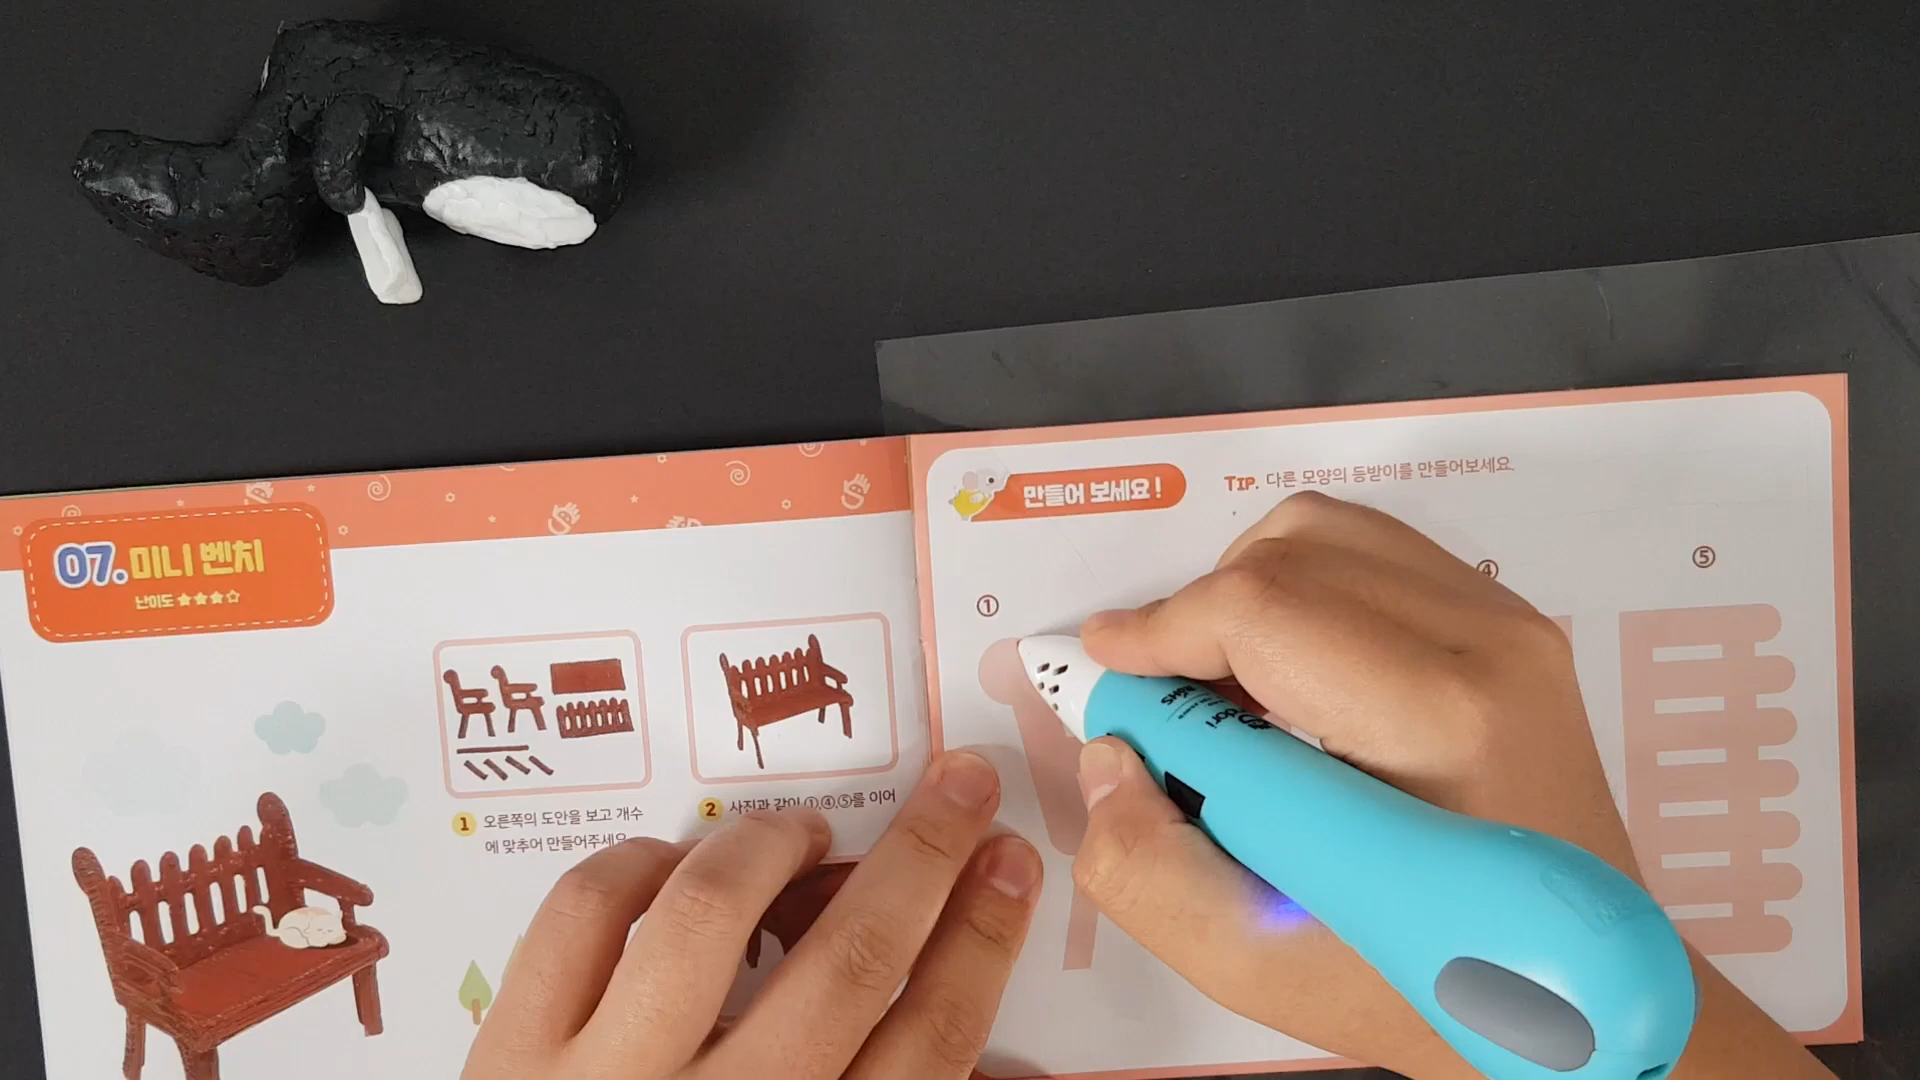 07. 미니 벤치
난이도 ★★★☆
1 오른쪽의 도안을 보고 개수
에 맞추어 만들어주세요
2 사진과 같이 ①,④,⑤를 이어
만들어 보세요!
TIP. 다른 모양의 등받이를 만들어보세요.
①
④
⑤